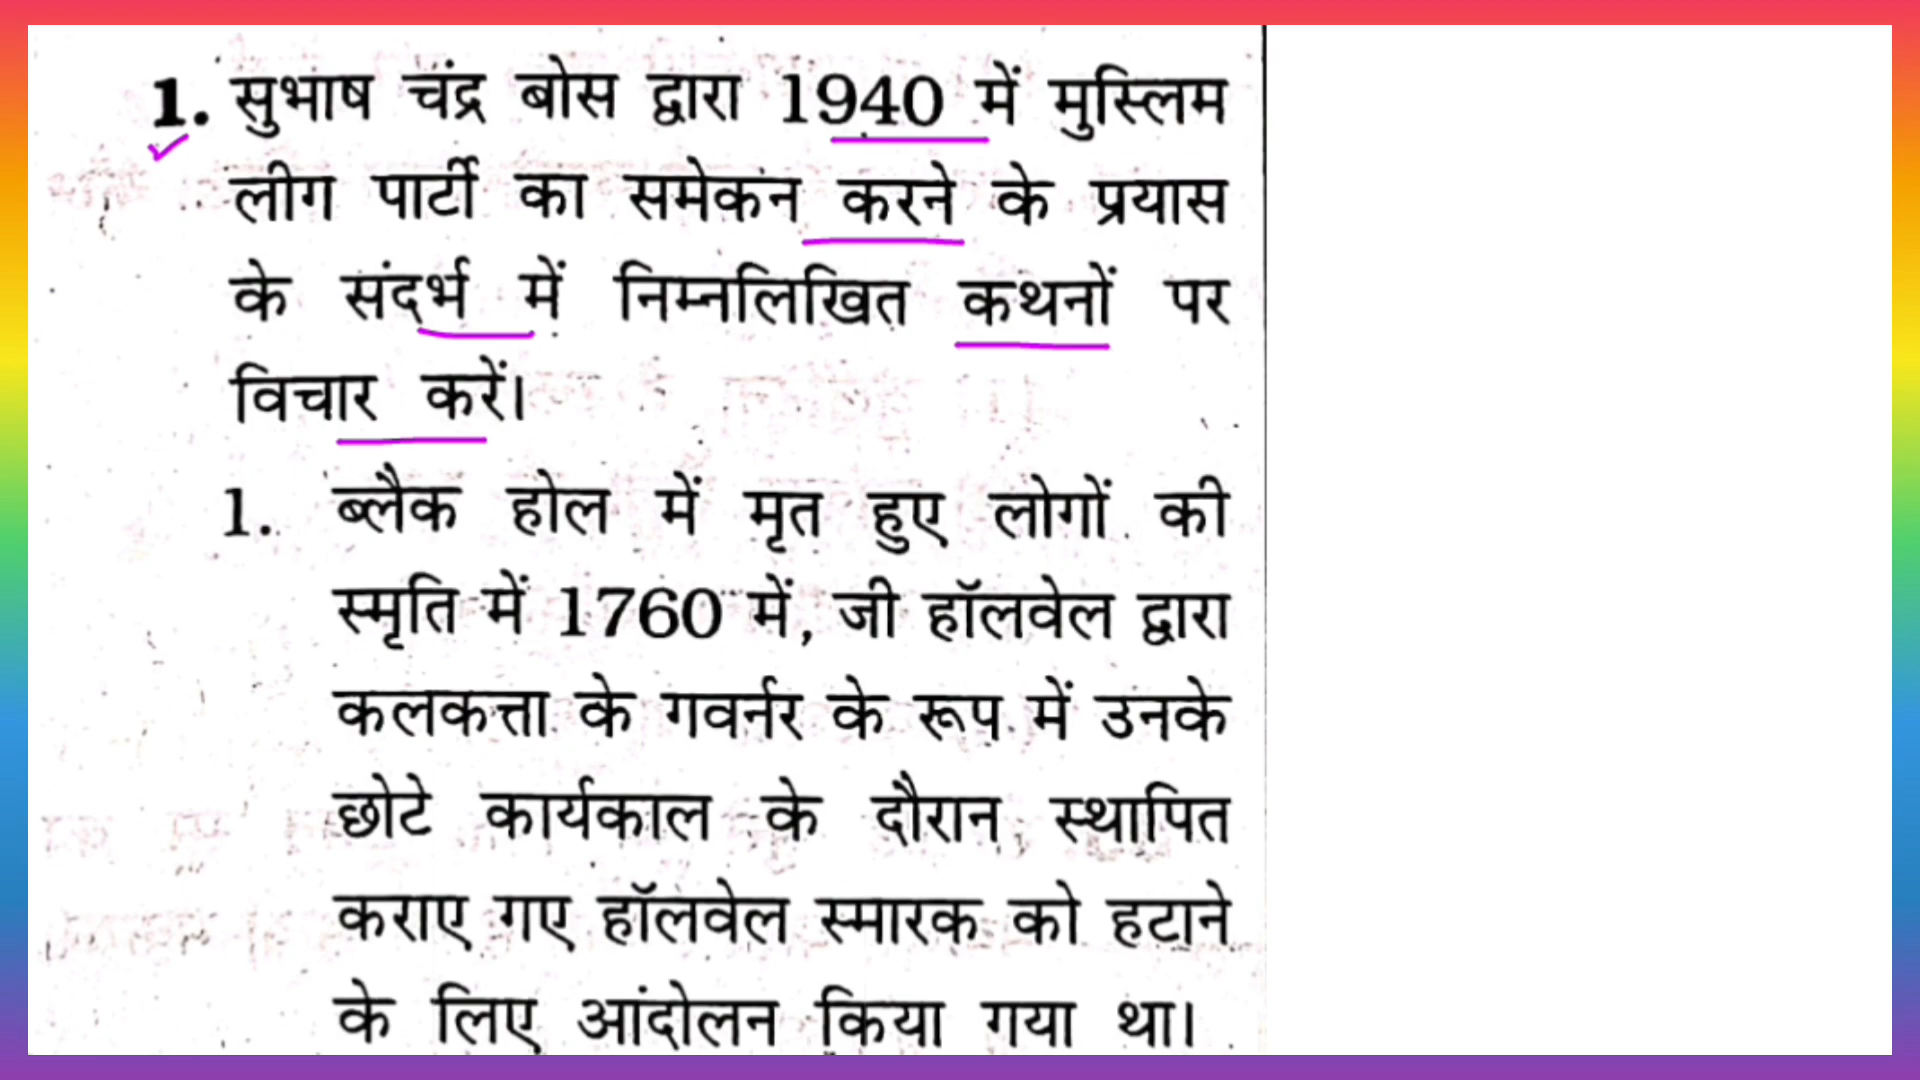 1. सुभाष चंद्र बोस द्वारा 1940 में मुस्लिम
लीग पार्टी का समेकन करने के प्रयास
के संदर्भ में निम्नलिखित कथनों पर
विचार करें।
1. ब्लैक होल में मृत हुए लोगों की
स्मृति में 1760 में, जी हॉलवेल द्वारा
कलकत्ता के गवर्नर के रूप में उनके
छोटे कार्यकाल के दौरान स्थापित
कराए गए हॉलवेल स्मारक को हटाने
के लिए आंदोलन किया गया था।